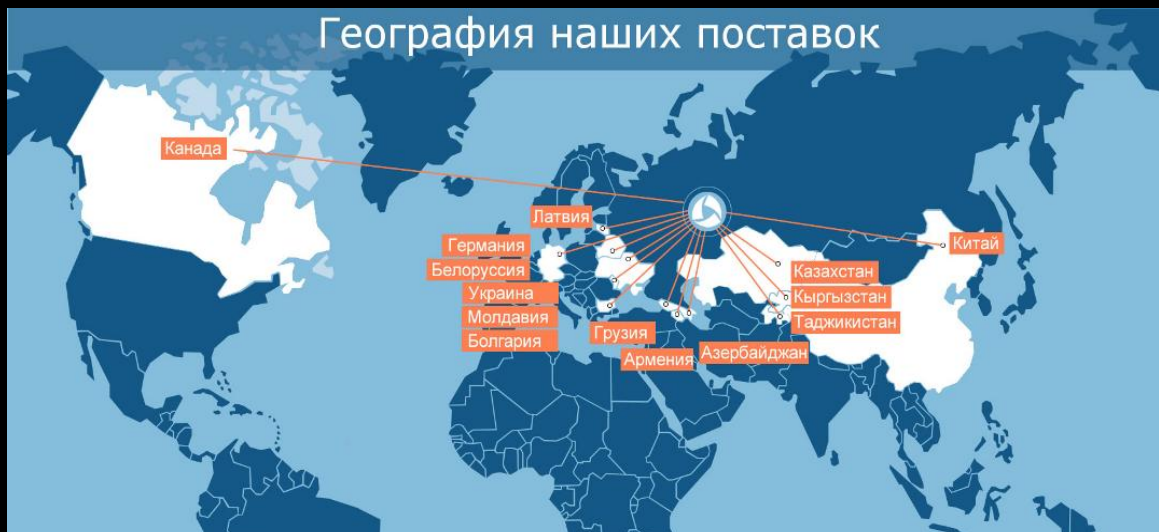 География наших поставок
Канада
Латвия
Германия
Белоруссия
Украина
Молдавия
Болгария
Грузия
Армения
Азербайджан
Китай
Казахстан
Кыргызстан
Таджикистан